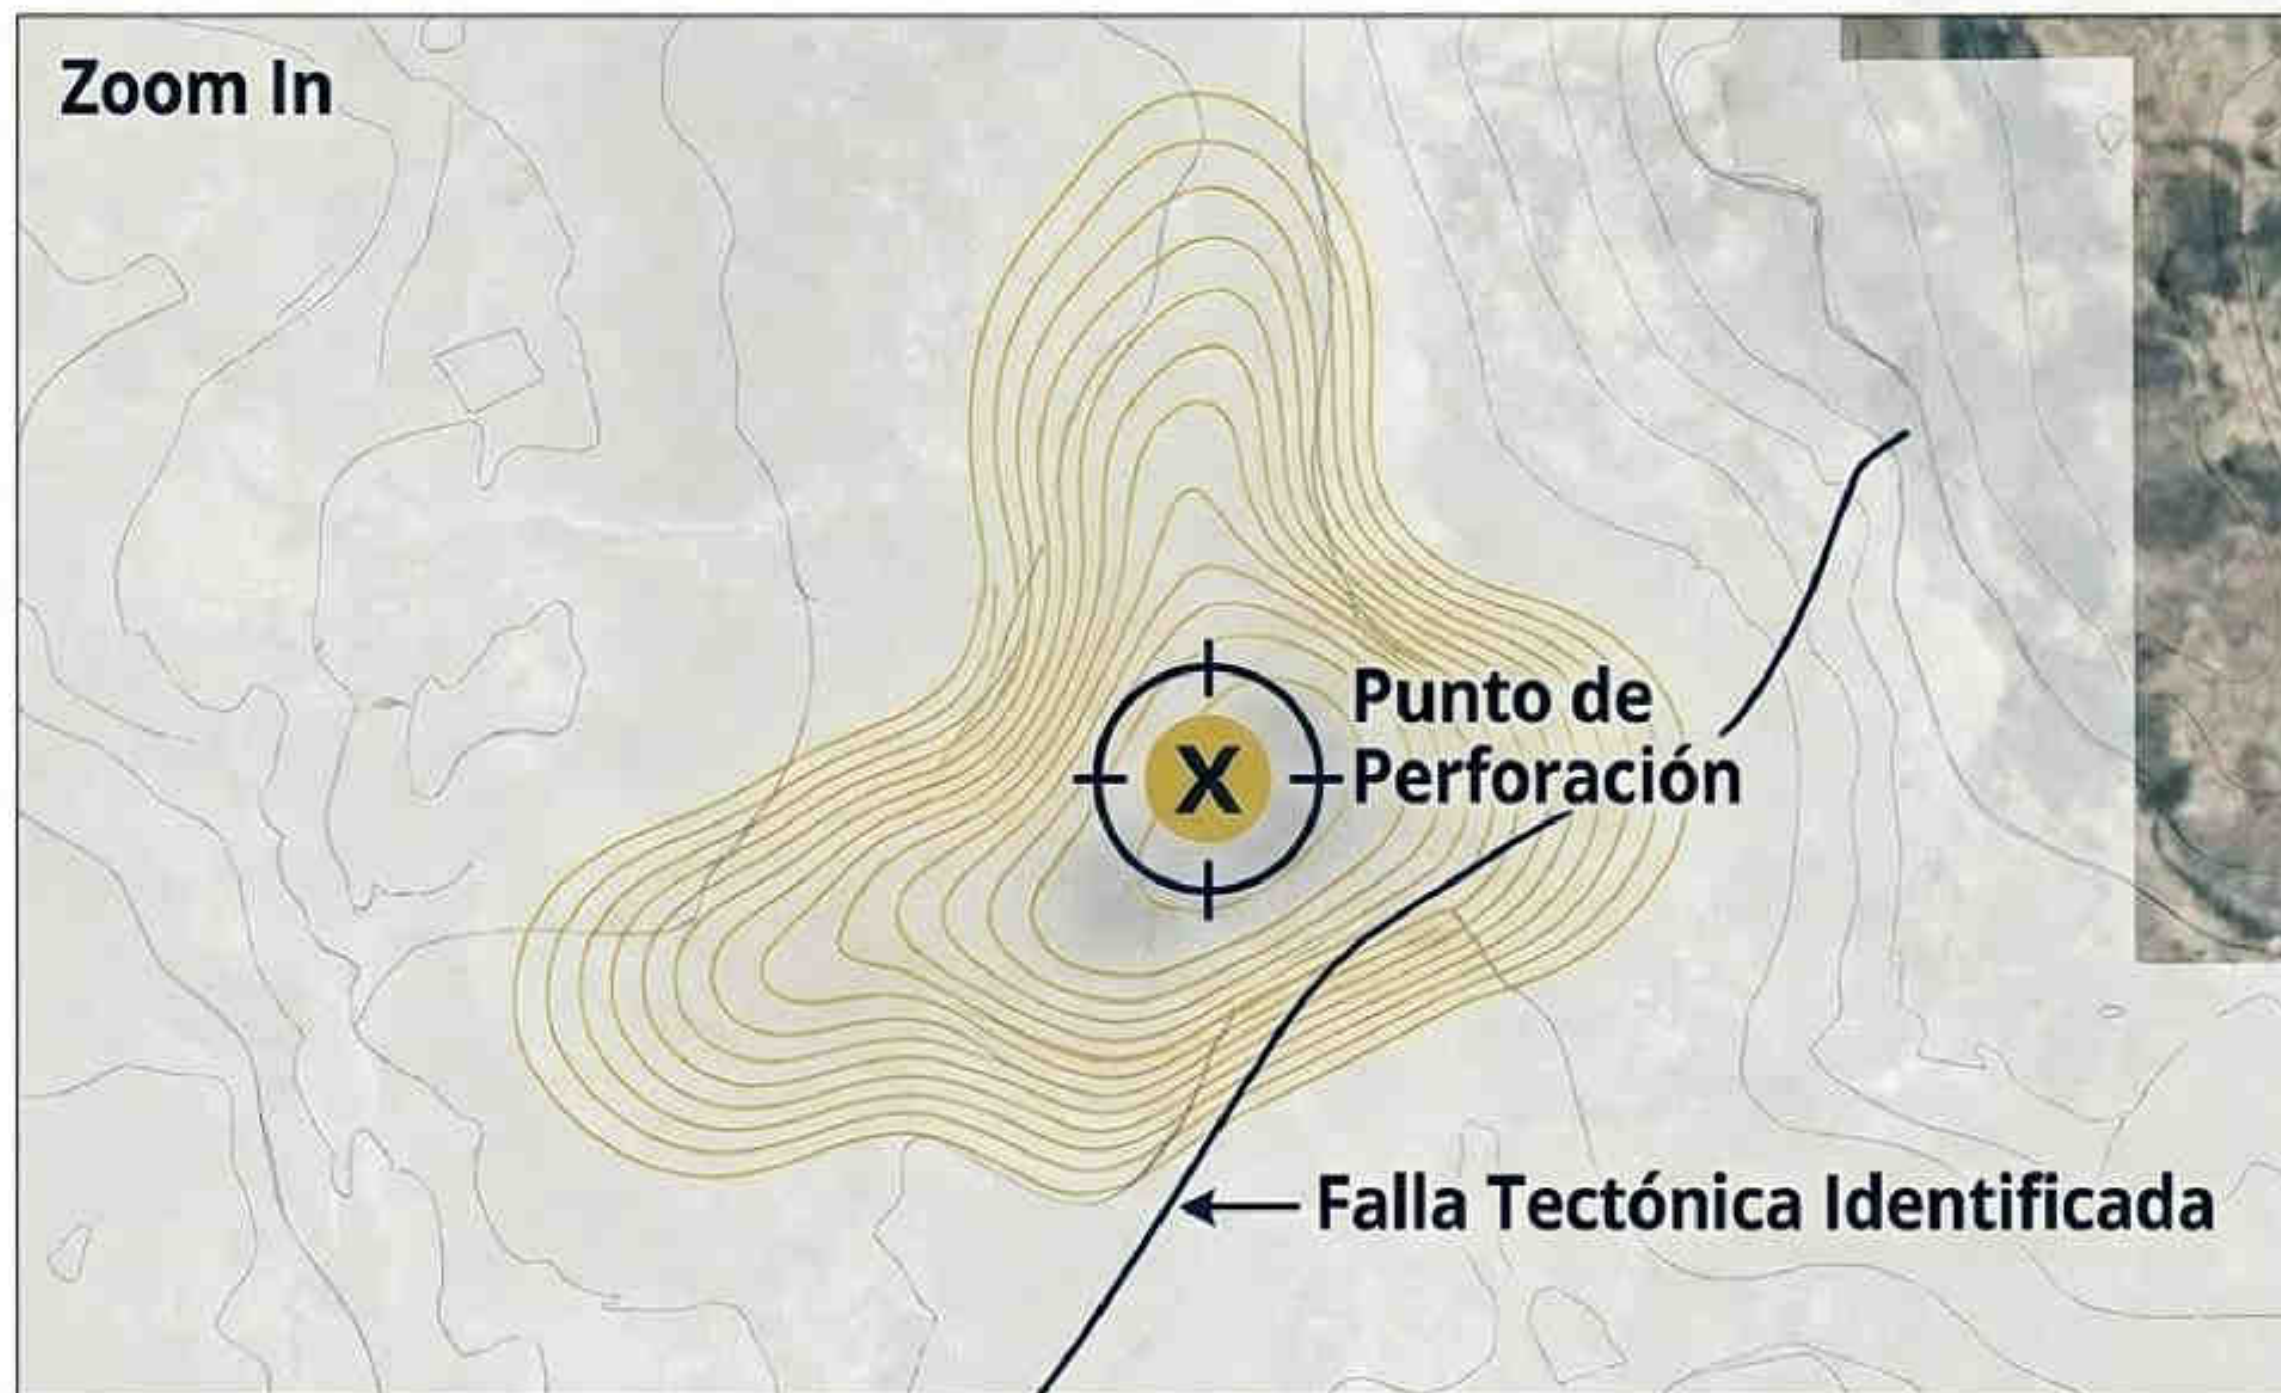 Zoom In
Punto de
Perforación
X
Falla Tectónica Identificada